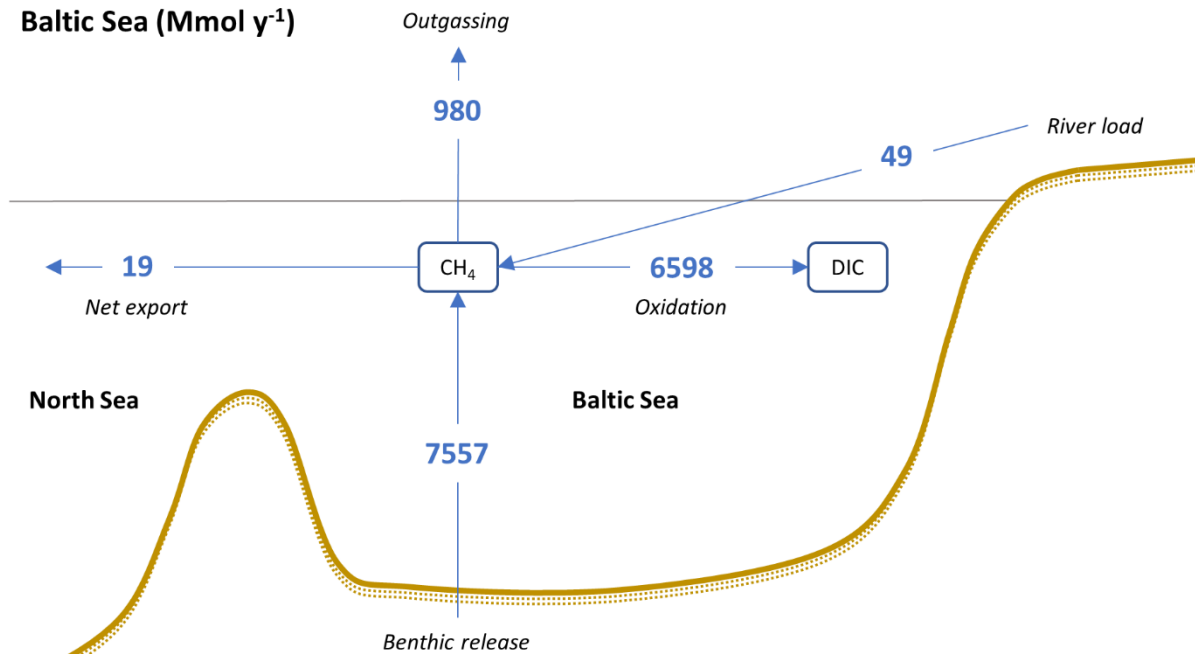 Baltic Sea (Mmol y⁻¹)
Outgassing
980
River load
49
19
CH₄
6598
DIC
Net export
Oxidation
North Sea
Baltic Sea
7557
Benthic release